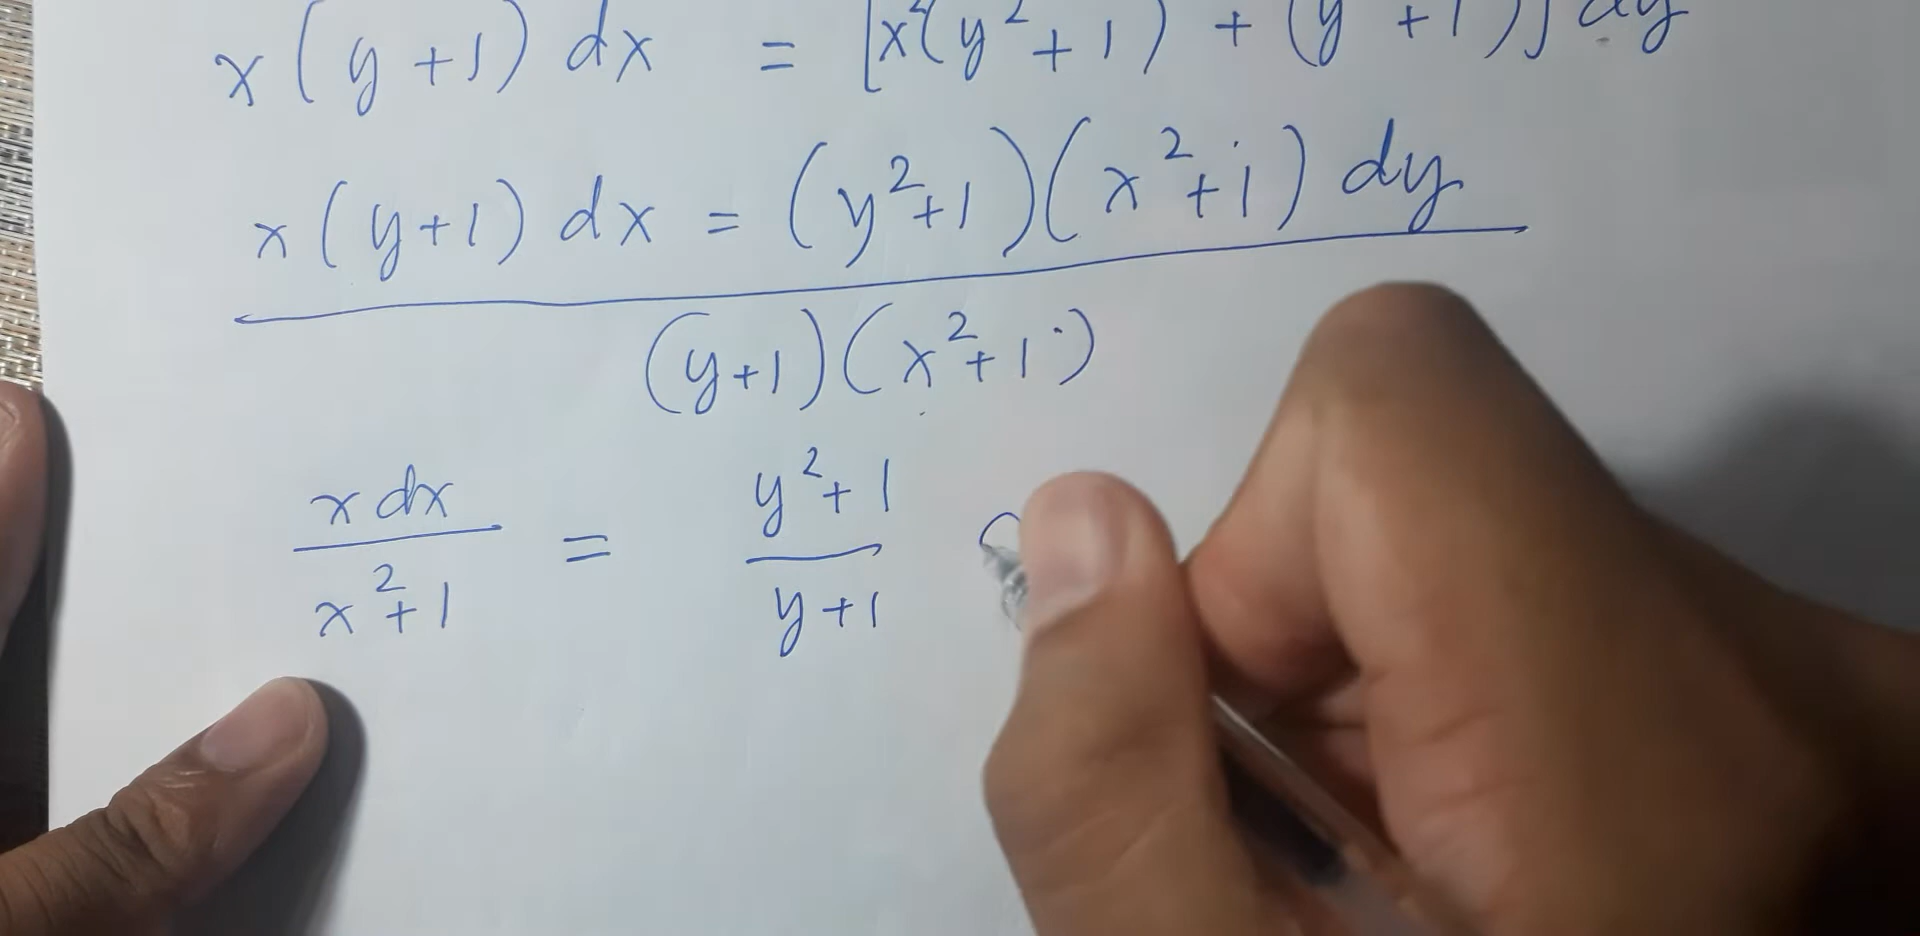 x(y+1) dx = [x²(y²+1) + (y²+1)] dy
x(y+1) dx = (y²+1)(x²+1) dy
(y+1)(x²+1)
x dx / x²+1 = y²+1 / y+1